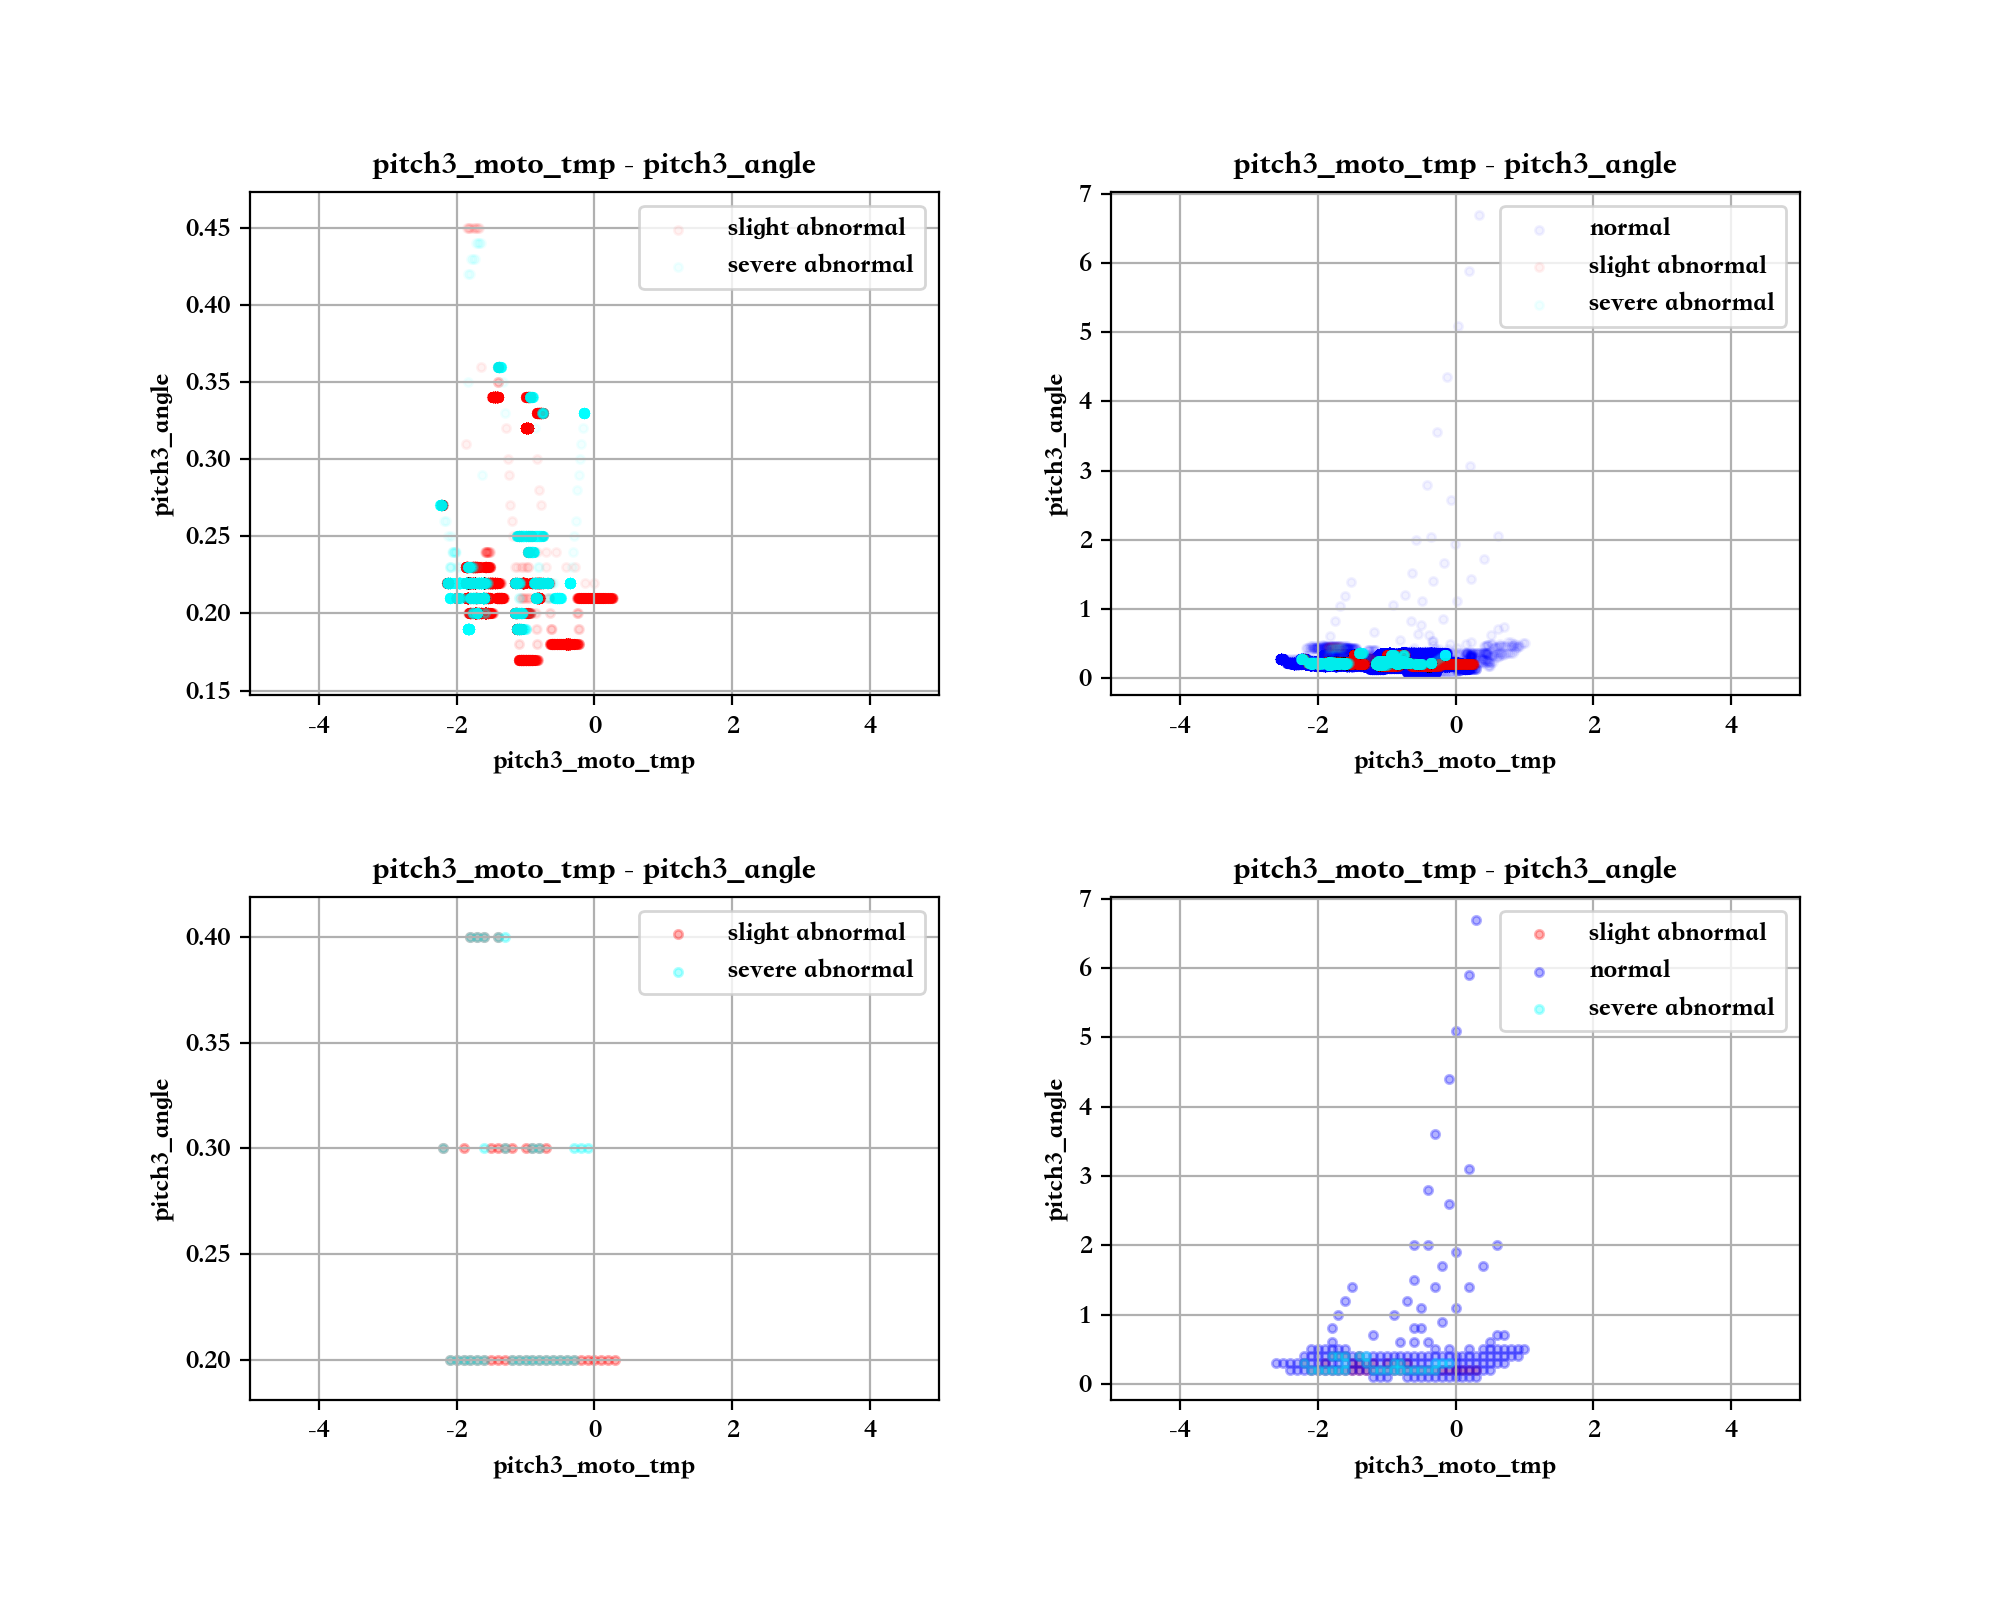 pitch3_moto_tmp - pitch3_angle
slight abnormal
severe abnormal
0.45
0.40
0.35
0.30
0.25
0.20
0.15
pitch3_angle
-4 -2 0 2 4
pitch3_moto_tmp
pitch3_moto_tmp - pitch3_angle
normal
slight abnormal
severe abnormal
7
6
5
4
3
2
1
0
pitch3_angle
-4 -2 0 2 4
pitch3_moto_tmp
pitch3_moto_tmp - pitch3_angle
slight abnormal
severe abnormal
0.40
0.35
0.30
0.25
0.20
pitch3_angle
-4 -2 0 2 4
pitch3_moto_tmp
pitch3_moto_tmp - pitch3_angle
slight abnormal
normal
severe abnormal
7
6
5
4
3
2
1
0
pitch3_angle
-4 -2 0 2 4
pitch3_moto_tmp